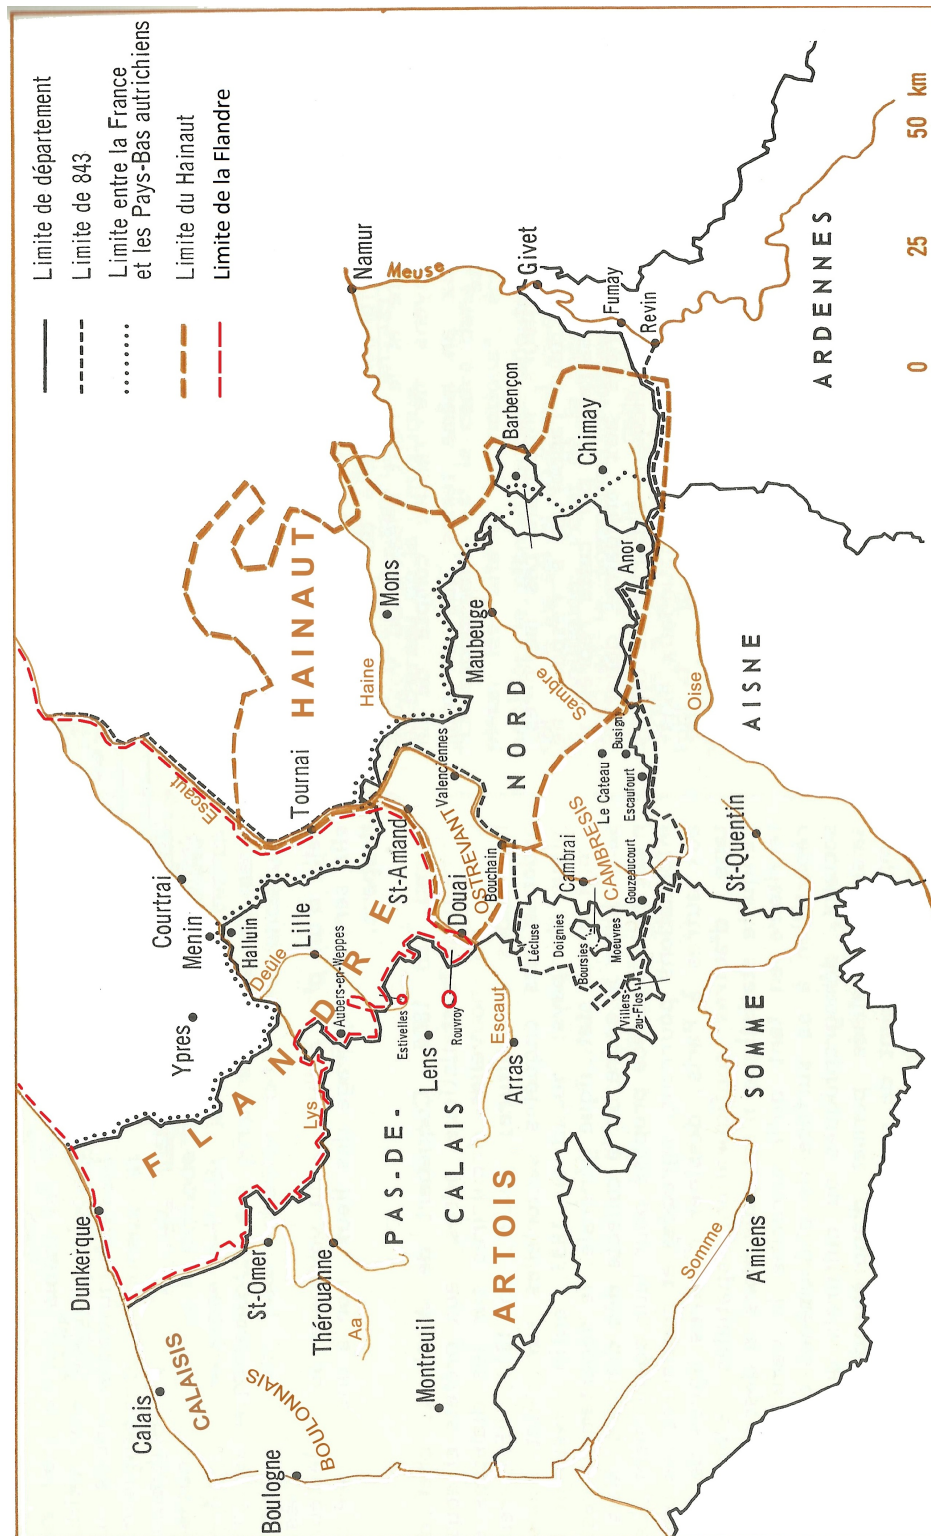 Limite de département
Limite de 843
Limite entre la France
et les Pays-Bas autrichiens
Limite du Hainaut
Limite de la Flandre
Dunkerque
Calais
CALAISIS
BOULONNAIS
Boulogne
St-Omer
Thérouanne
Aa
Montreuil
FLANDRE
Ypres
Courtrai
Menin
Halluin
Deûle
Lille
Aubers-en-Weppes
Lys
Escaut
Tournai
HAINAUT
Haine
Mons
Namur
Meuse
Givet
Fumay
Revin
Barbençon
Chimay
Anor
Maubeuge
Sambre
NORD
Valenciennes
St-Amand
OSTREVANT
Douai
Bouchain
Estivelles
Rouvroy
Lens
Escaut
Arras
PAS-DE-
CALAIS
ARTOIS
Cambrai
CAMBRESIS
Le Cateau
Busigny
Escaufourt
Gouzeaucourt
Lécluse
Doignies
Boursies
Moeuvres
Villers-
au-Flos
Oise
AISNE
St-Quentin
SOMME
Somme
Amiens
ARDENNES
0 25 50 km